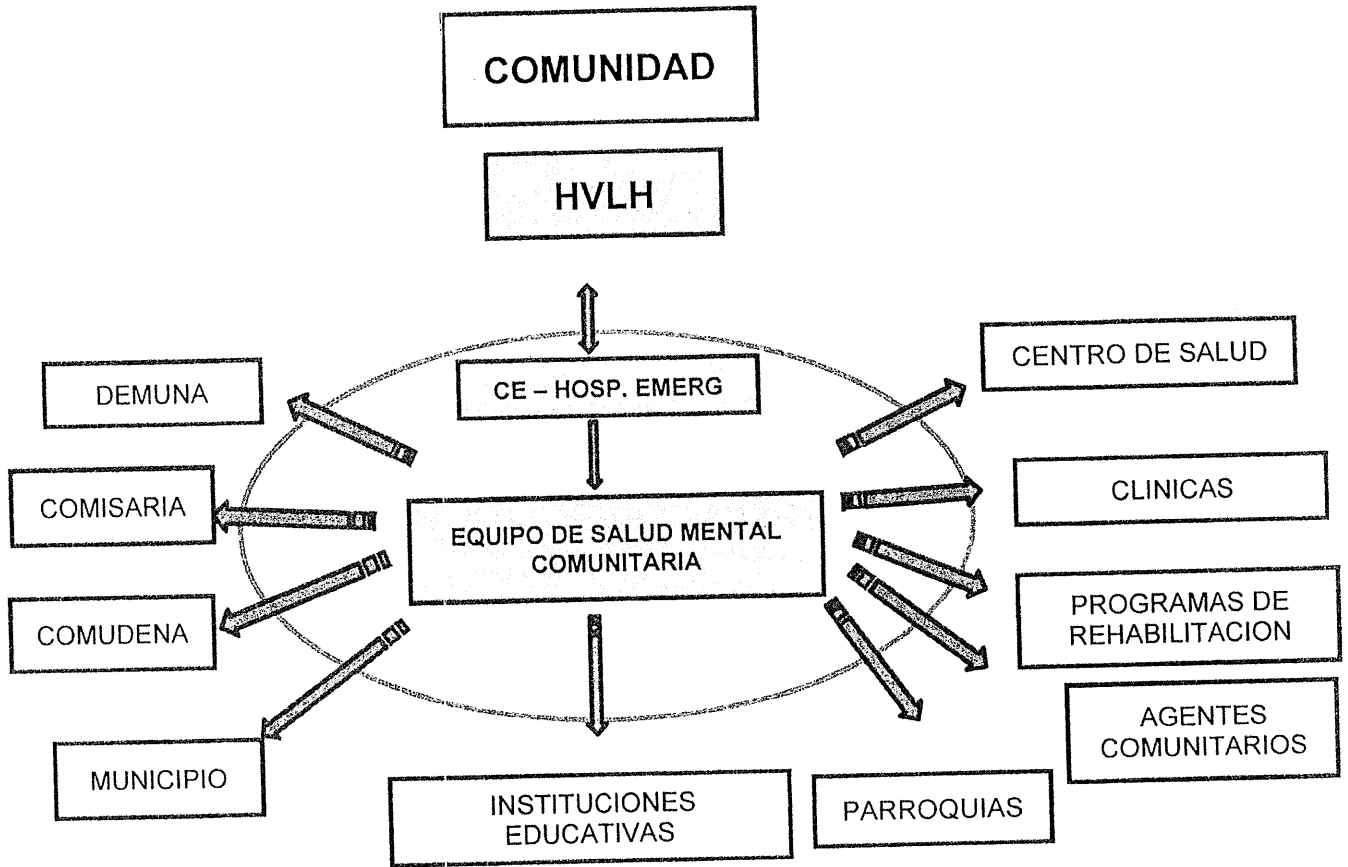 COMUNIDAD
HVLH
CE – HOSP. EMERG
CENTRO DE SALUD
DEMUNA
CLINICAS
COMISARIA
EQUIPO DE SALUD MENTAL
COMUNITARIA
PROGRAMAS DE
REHABILITACION
COMUDENA
AGENTES
COMUNITARIOS
MUNICIPIO
INSTITUCIONES
EDUCATIVAS
PARROQUIAS